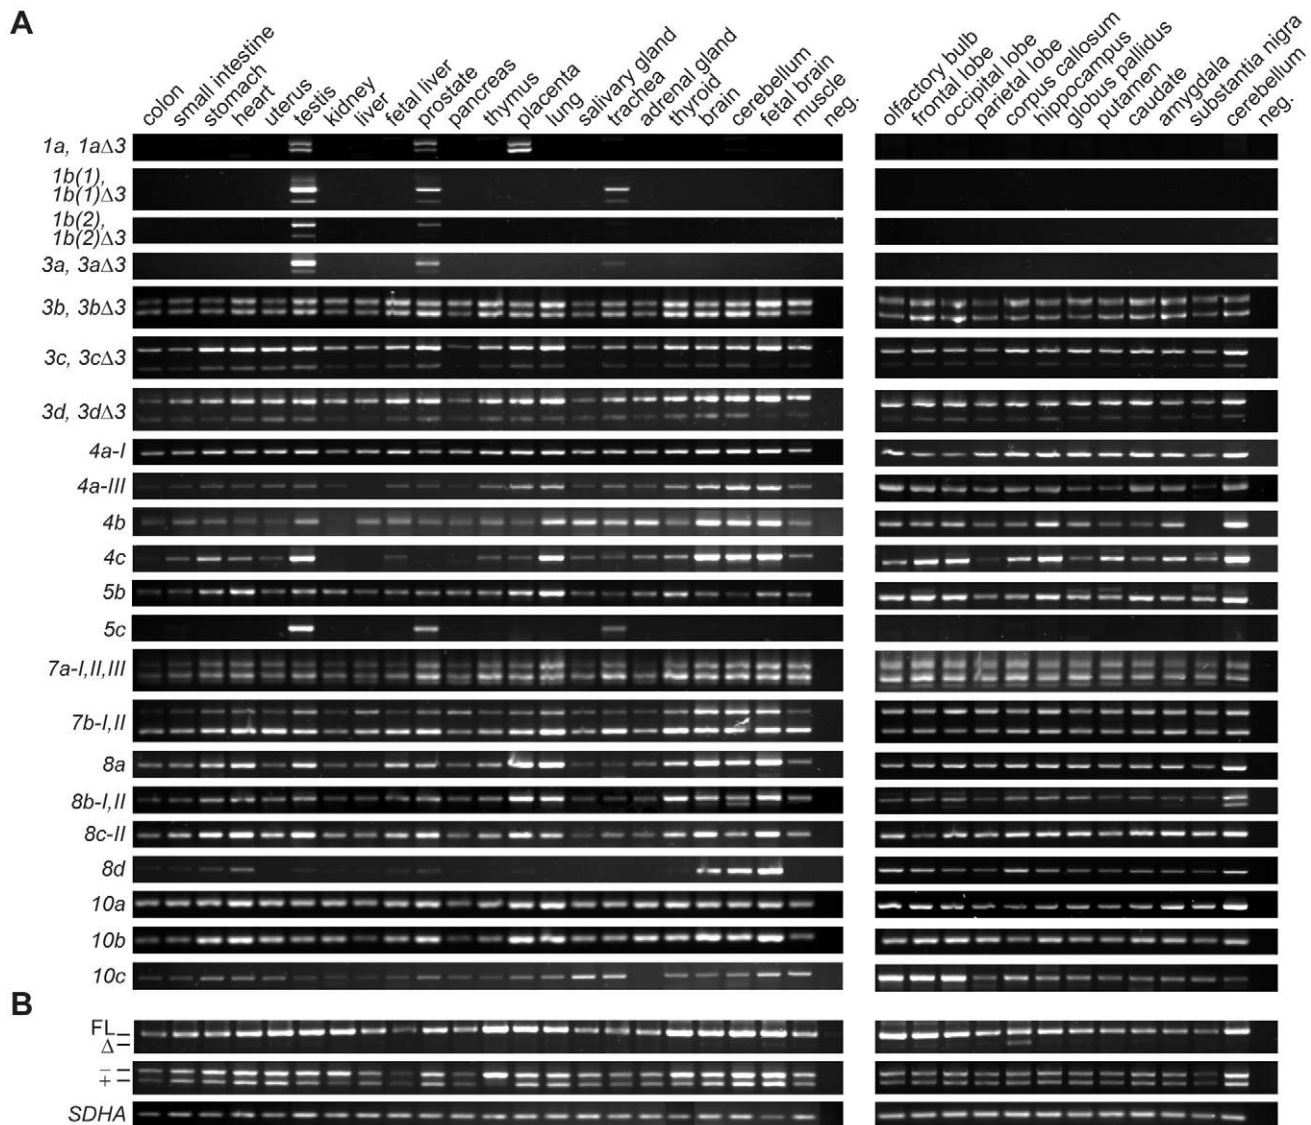 A
colon
small intestine
stomach
heart
uterus
testis
kidney
liver
fetal liver
prostate
pancreas
thymus
placenta
lung
salivary gland
trachea
adrenal gland
thyroid
brain
cerebellum
fetal brain
muscle
neg.
olfactory bulb
frontal lobe
occipital lobe
parietal lobe
corpus callosum
hippocampus
globus pallidus
putamen
caudate
amygdala
substantia nigra
cerebellum
neg.
1a, 1aΔ3
1b(1),
1b(1)Δ3
1b(2),
1b(2)Δ3
3a, 3aΔ3
3b, 3bΔ3
3c, 3cΔ3
3d, 3dΔ3
4a-I
4a-III
4b
4c
5b
5c
7a-I,II,III
7b-I,II
8a
8b-I,II
8c-II
8d
10a
10b
10c
B
FL
Δ
−
+
SDHA